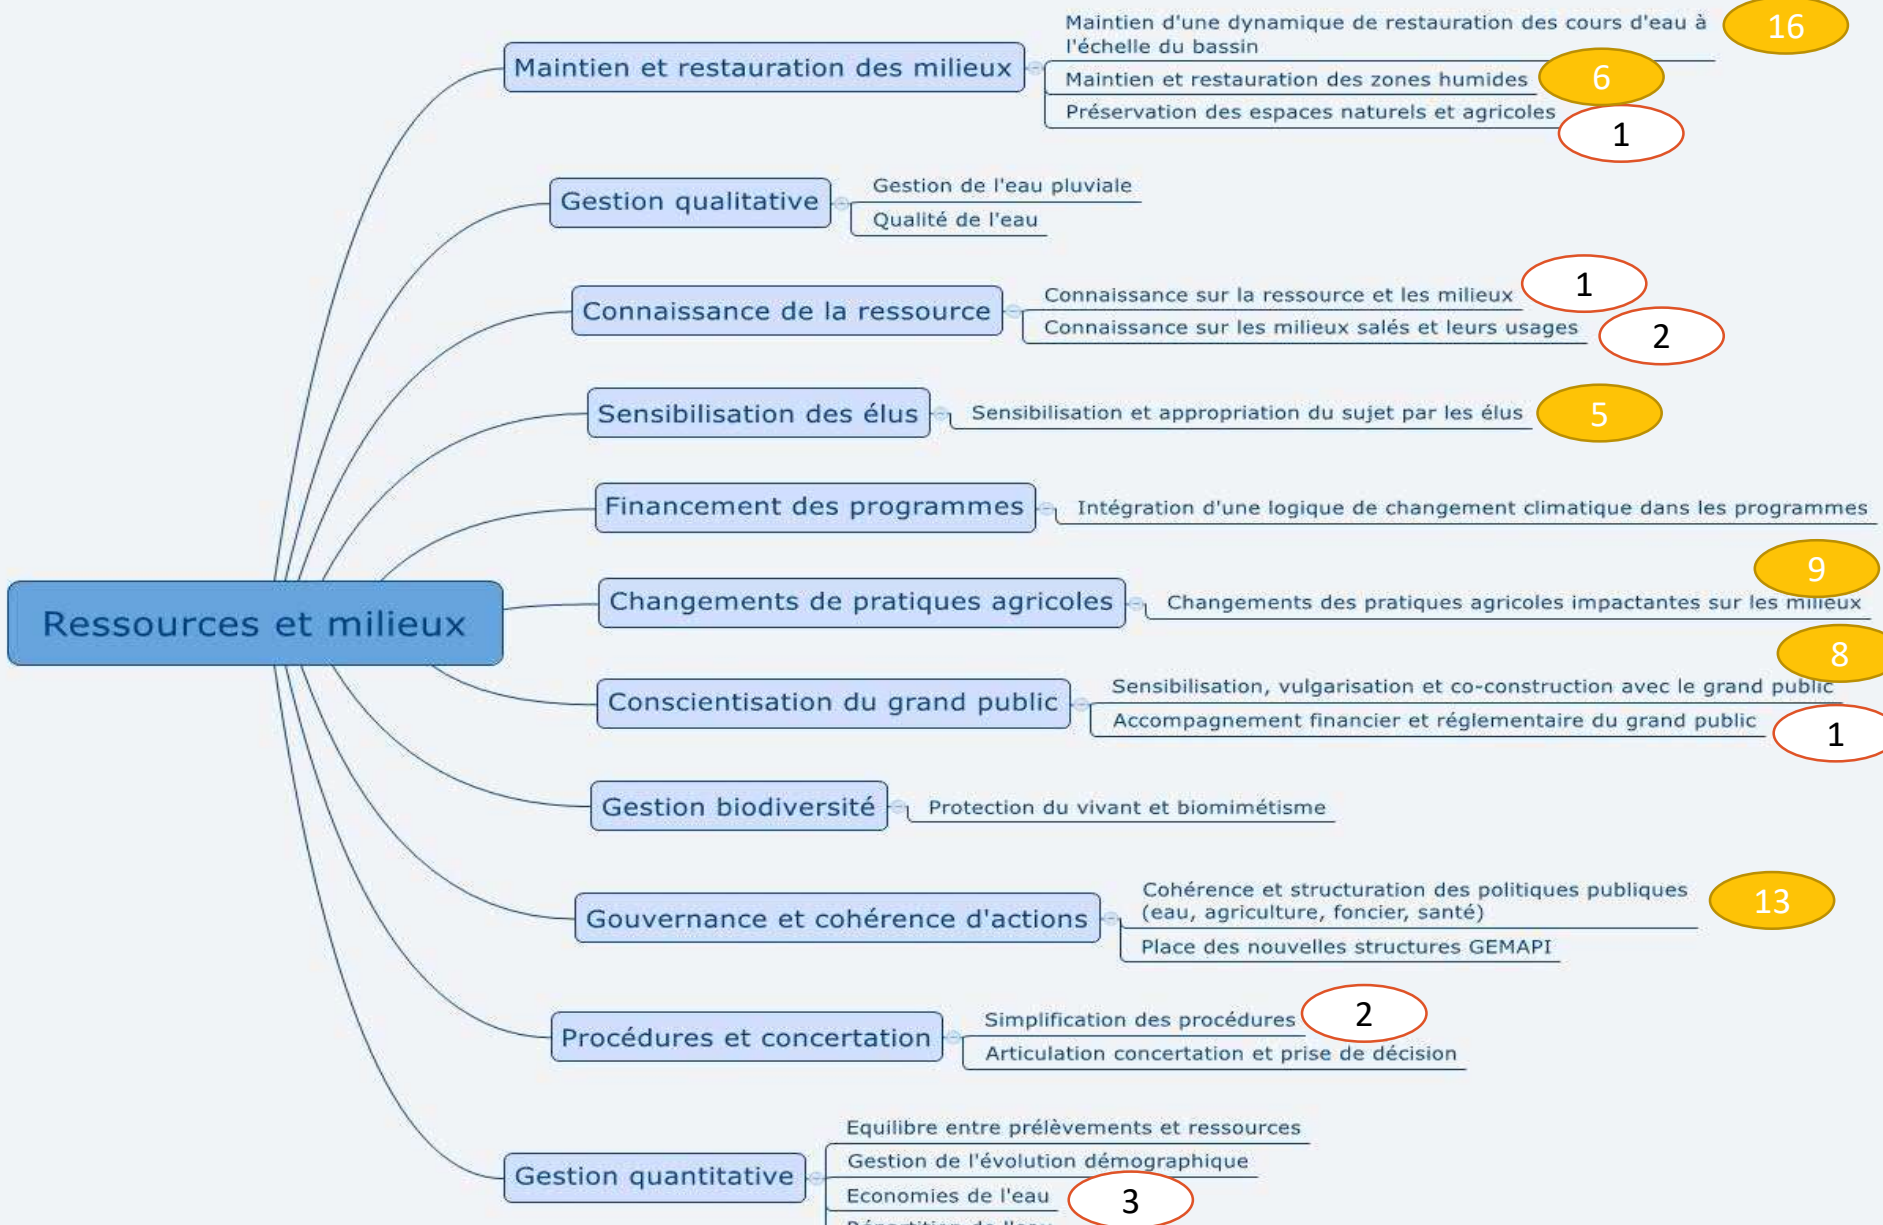 Ressources et milieux
Maintien et restauration des milieux
Maintien d'une dynamique de restauration des cours d'eau à
l'échelle du bassin
16
Maintien et restauration des zones humides
6
Préservation des espaces naturels et agricoles
1
Gestion qualitative
Gestion de l'eau pluviale
Qualité de l'eau
Connaissance de la ressource
Connaissance sur la ressource et les milieux
1
Connaissance sur les milieux salés et leurs usages
2
Sensibilisation des élus
Sensibilisation et appropriation du sujet par les élus
5
Financement des programmes
Intégration d'une logique de changement climatique dans les programmes
Changements de pratiques agricoles
Changements des pratiques agricoles impactantes sur les milieux
9
Conscientisation du grand public
Sensibilisation, vulgarisation et co-construction avec le grand public
8
Accompagnement financier et réglementaire du grand public
1
Gestion biodiversité
Protection du vivant et biomimétisme
Gouvernance et cohérence d'actions
Cohérence et structuration des politiques publiques
(eau, agriculture, foncier, santé)
13
Place des nouvelles structures GEMAPI
Procédures et concertation
Simplification des procédures
2
Articulation concertation et prise de décision
Gestion quantitative
Equilibre entre prélèvements et ressources
Gestion de l'évolution démographique
Economies de l'eau
3
Répartition de l'eau